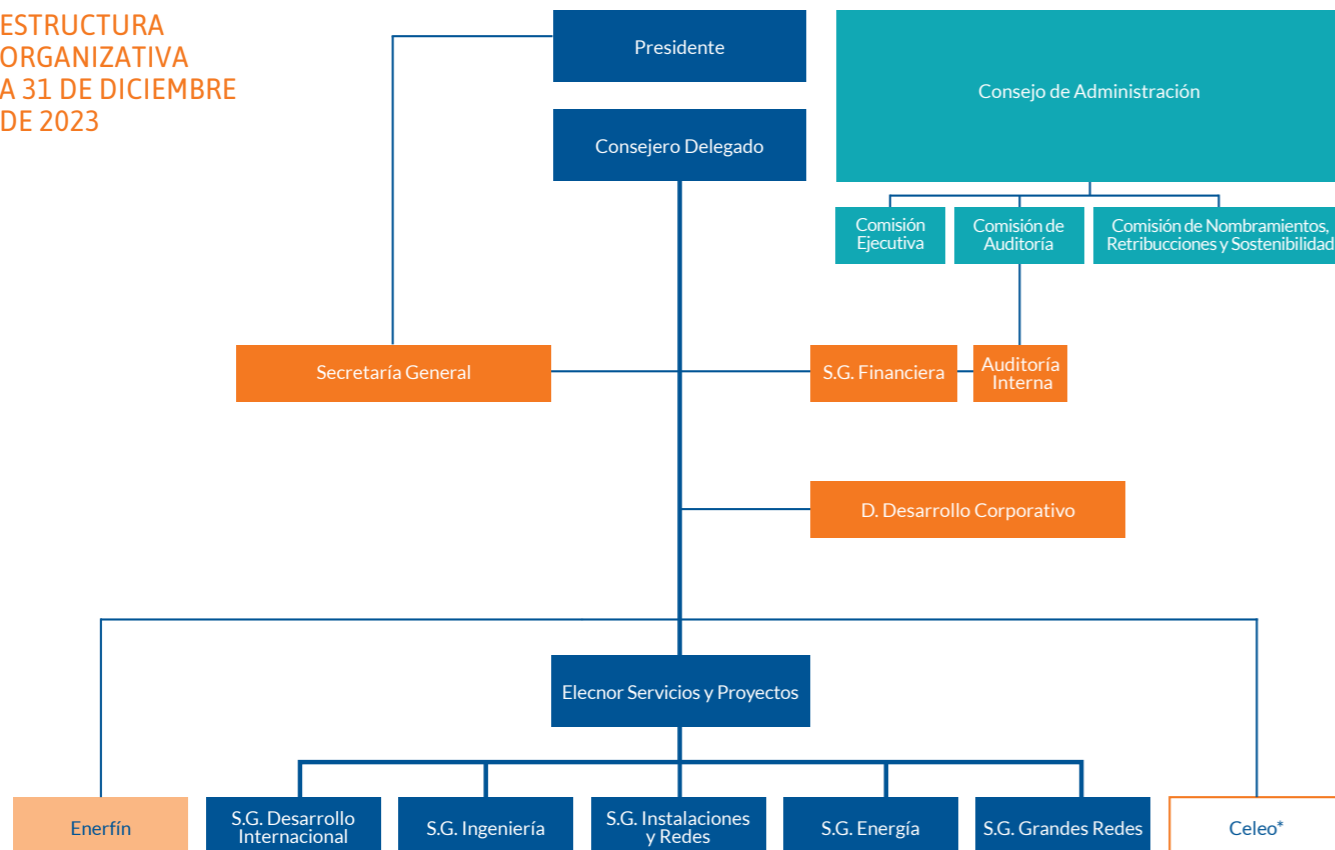 ESTRUCTURA
ORGANIZATIVA
A 31 DE DICIEMBRE
DE 2023
Presidente
Consejero Delegado
Consejo de Administración
Comisión
Ejecutiva
Comisión de
Auditoría
Comisión de Nombramientos,
Retribucciones y Sostenibilidad
Secretaría General
S.G. Financiera
Auditoría
Interna
D. Desarrollo Corporativo
Elecnor Servicios y Proyectos
Enerfín
S.G. Desarrollo
Internacional
S.G. Ingeniería
S.G. Instalaciones
y Redes
S.G. Energía
S.G. Grandes Redes
Celeo*